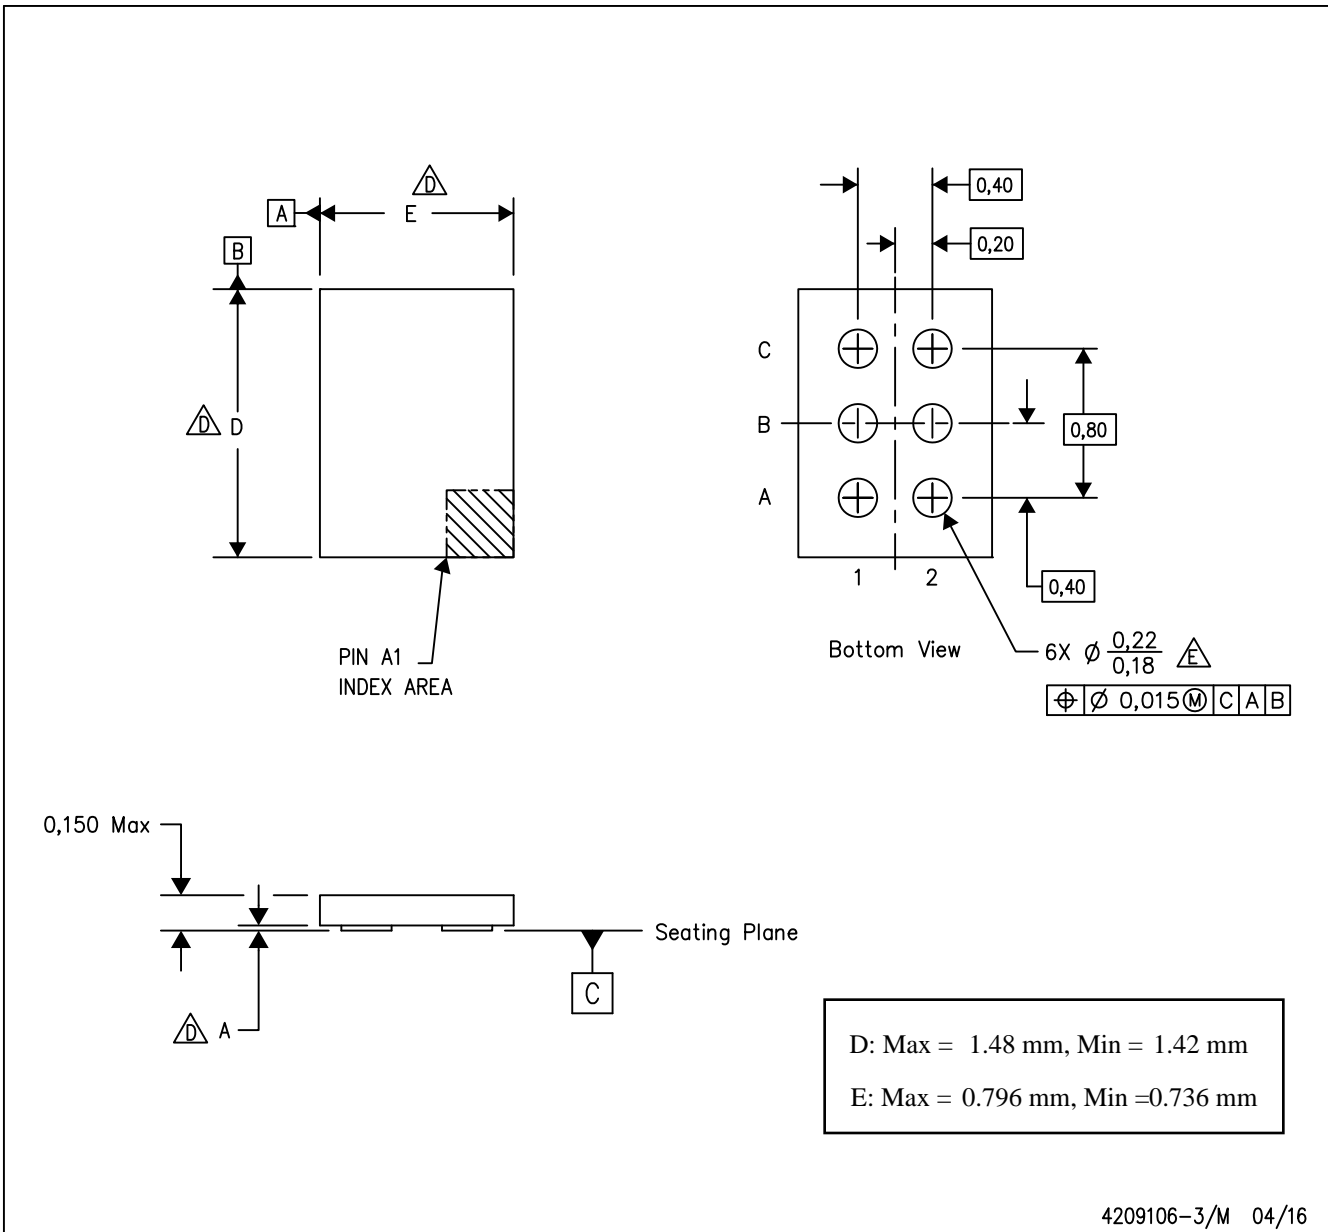 D
A
E
B
D D
PIN A1
INDEX AREA
0,40
0,20
C
B
A
0,80
0,40
1 2
Bottom View
6X Ø 0,22
0,18 E
⌖ Ø 0,015 Ⓜ C A B
0,150 Max
Seating Plane
C
D A
D: Max = 1.48 mm, Min = 1.42 mm
E: Max = 0.796 mm, Min =0.736 mm
4209106-3/M 04/16